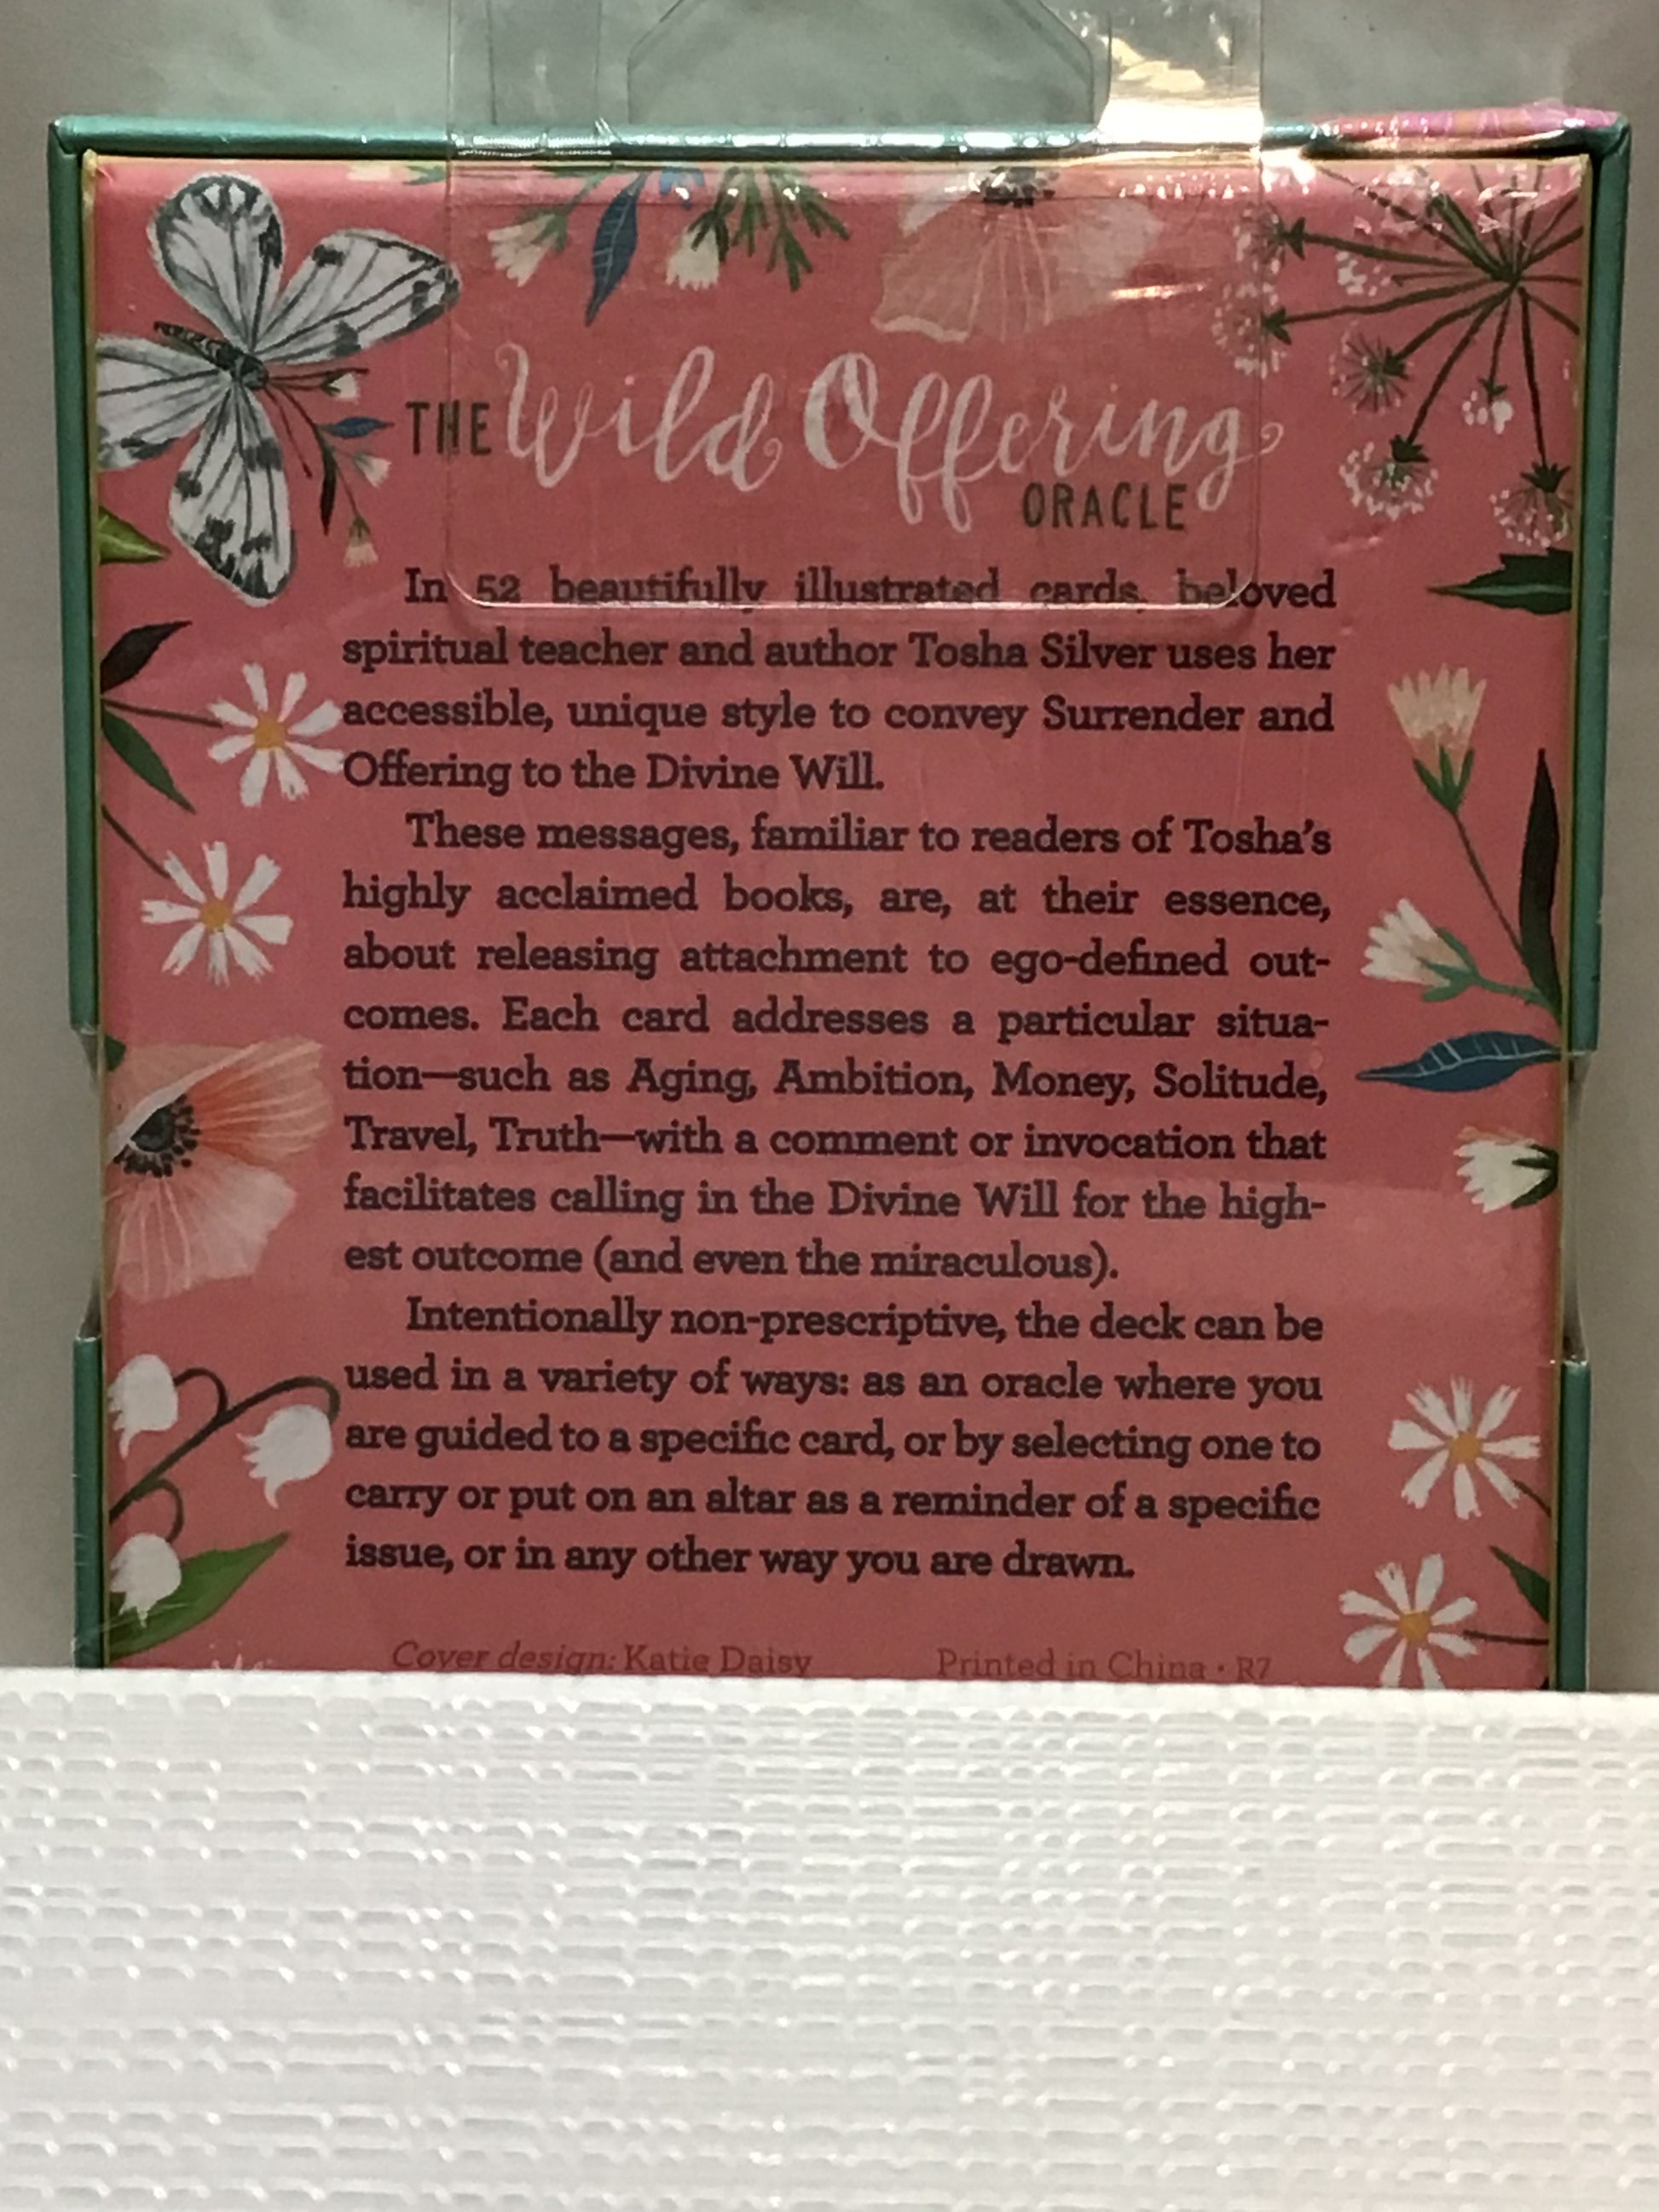 THE Wild Offering
ORACLE
In 52 beautifully illustrated cards, beloved
spiritual teacher and author Tosha Silver uses her
accessible, unique style to convey Surrender and
Offering to the Divine Will.
These messages, familiar to readers of Tosha’s
highly acclaimed books, are, at their essence,
about releasing attachment to ego-defined out-
comes. Each card addresses a particular situa-
tion—such as Aging, Ambition, Money, Solitude,
Travel, Truth—with a comment or invocation that
facilitates calling in the Divine Will for the high-
est outcome (and even the miraculous).
Intentionally non-prescriptive, the deck can be
used in a variety of ways: as an oracle where you
are guided to a specific card, or by selecting one to
carry or put on an altar as a reminder of a specific
issue, or in any other way you are drawn.
Cover design: Katie Daisy Printed in China • R7